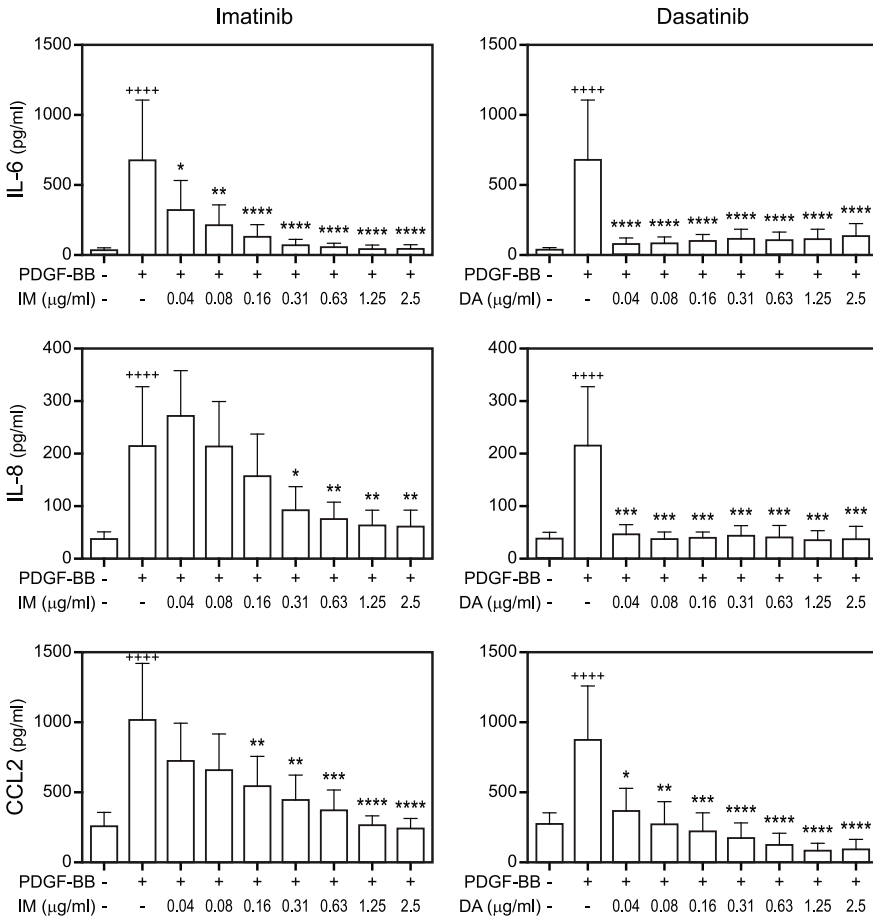 Imatinib Dasatinib
1500 ++++ 1500 ++++
IL-6 (pg/ml)
1000 1000
* ** **** **** **** **** ****
500 500
**** **** **** **** **** **** ****
0 0
PDGF-BB - + + + + + + + + PDGF-BB - + + + + + + + +
IM (μg/ml) - - 0.04 0.08 0.16 0.31 0.63 1.25 2.5 DA (μg/ml) - - 0.04 0.08 0.16 0.31 0.63 1.25 2.5
400 ++++ 400 ++++
300 300
IL-8 (pg/ml)
200 200
* ** ** **
100 100
*** *** *** *** *** *** ***
0 0
PDGF-BB - + + + + + + + + PDGF-BB - + + + + + + + +
IM (μg/ml) - - 0.04 0.08 0.16 0.31 0.63 1.25 2.5 DA (μg/ml) - - 0.04 0.08 0.16 0.31 0.63 1.25 2.5
1500 ++++ 1500 ++++
CCL2 (pg/ml)
1000 1000
** ** *** **** ****
500 500
* ** *** **** **** **** ****
0 0
PDGF-BB - + + + + + + + + PDGF-BB - + + + + + + + +
IM (μg/ml) - - 0.04 0.08 0.16 0.31 0.63 1.25 2.5 DA (μg/ml) - - 0.04 0.08 0.16 0.31 0.63 1.25 2.5